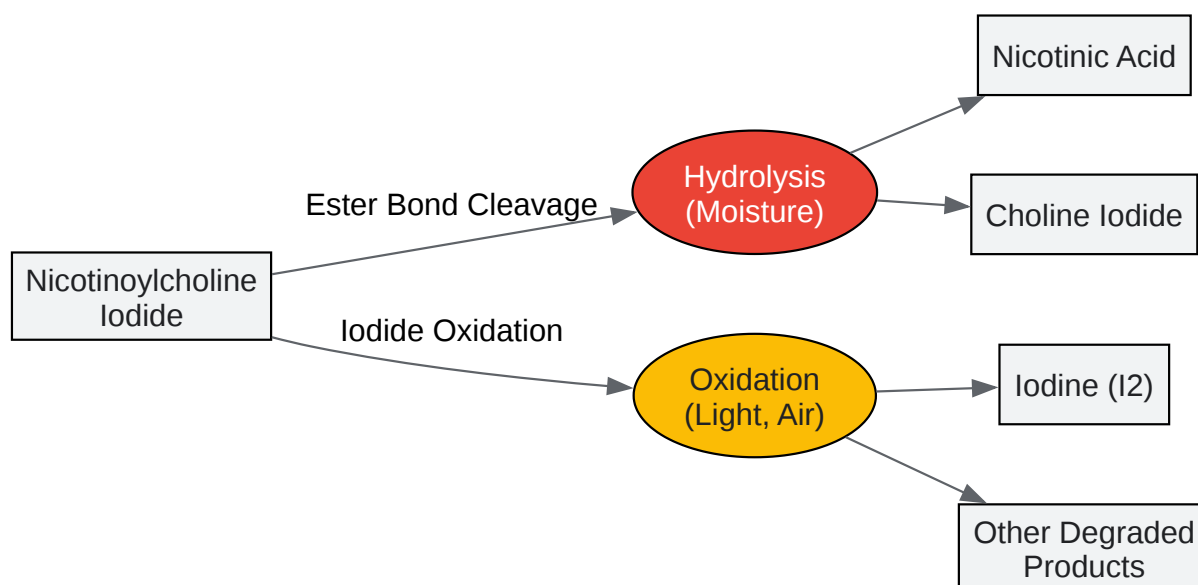 Nicotinoylcholine
Iodide
Ester Bond Cleavage
Iodide Oxidation
Hydrolysis
(Moisture)
Oxidation
(Light, Air)
Nicotinic Acid
Choline Iodide
Iodine (I2)
Other Degraded
Products